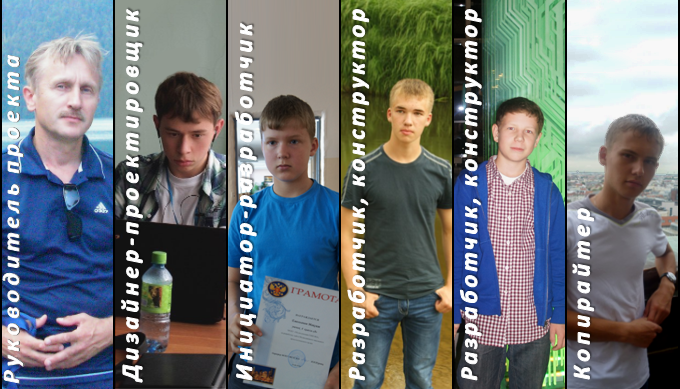 Руководитель проекта
Дизайнер-проектировщик
Инициатор-разработчик
ГРАМОТА
Разработчик, конструктор
Разработчик, конструктор
Копирайтер